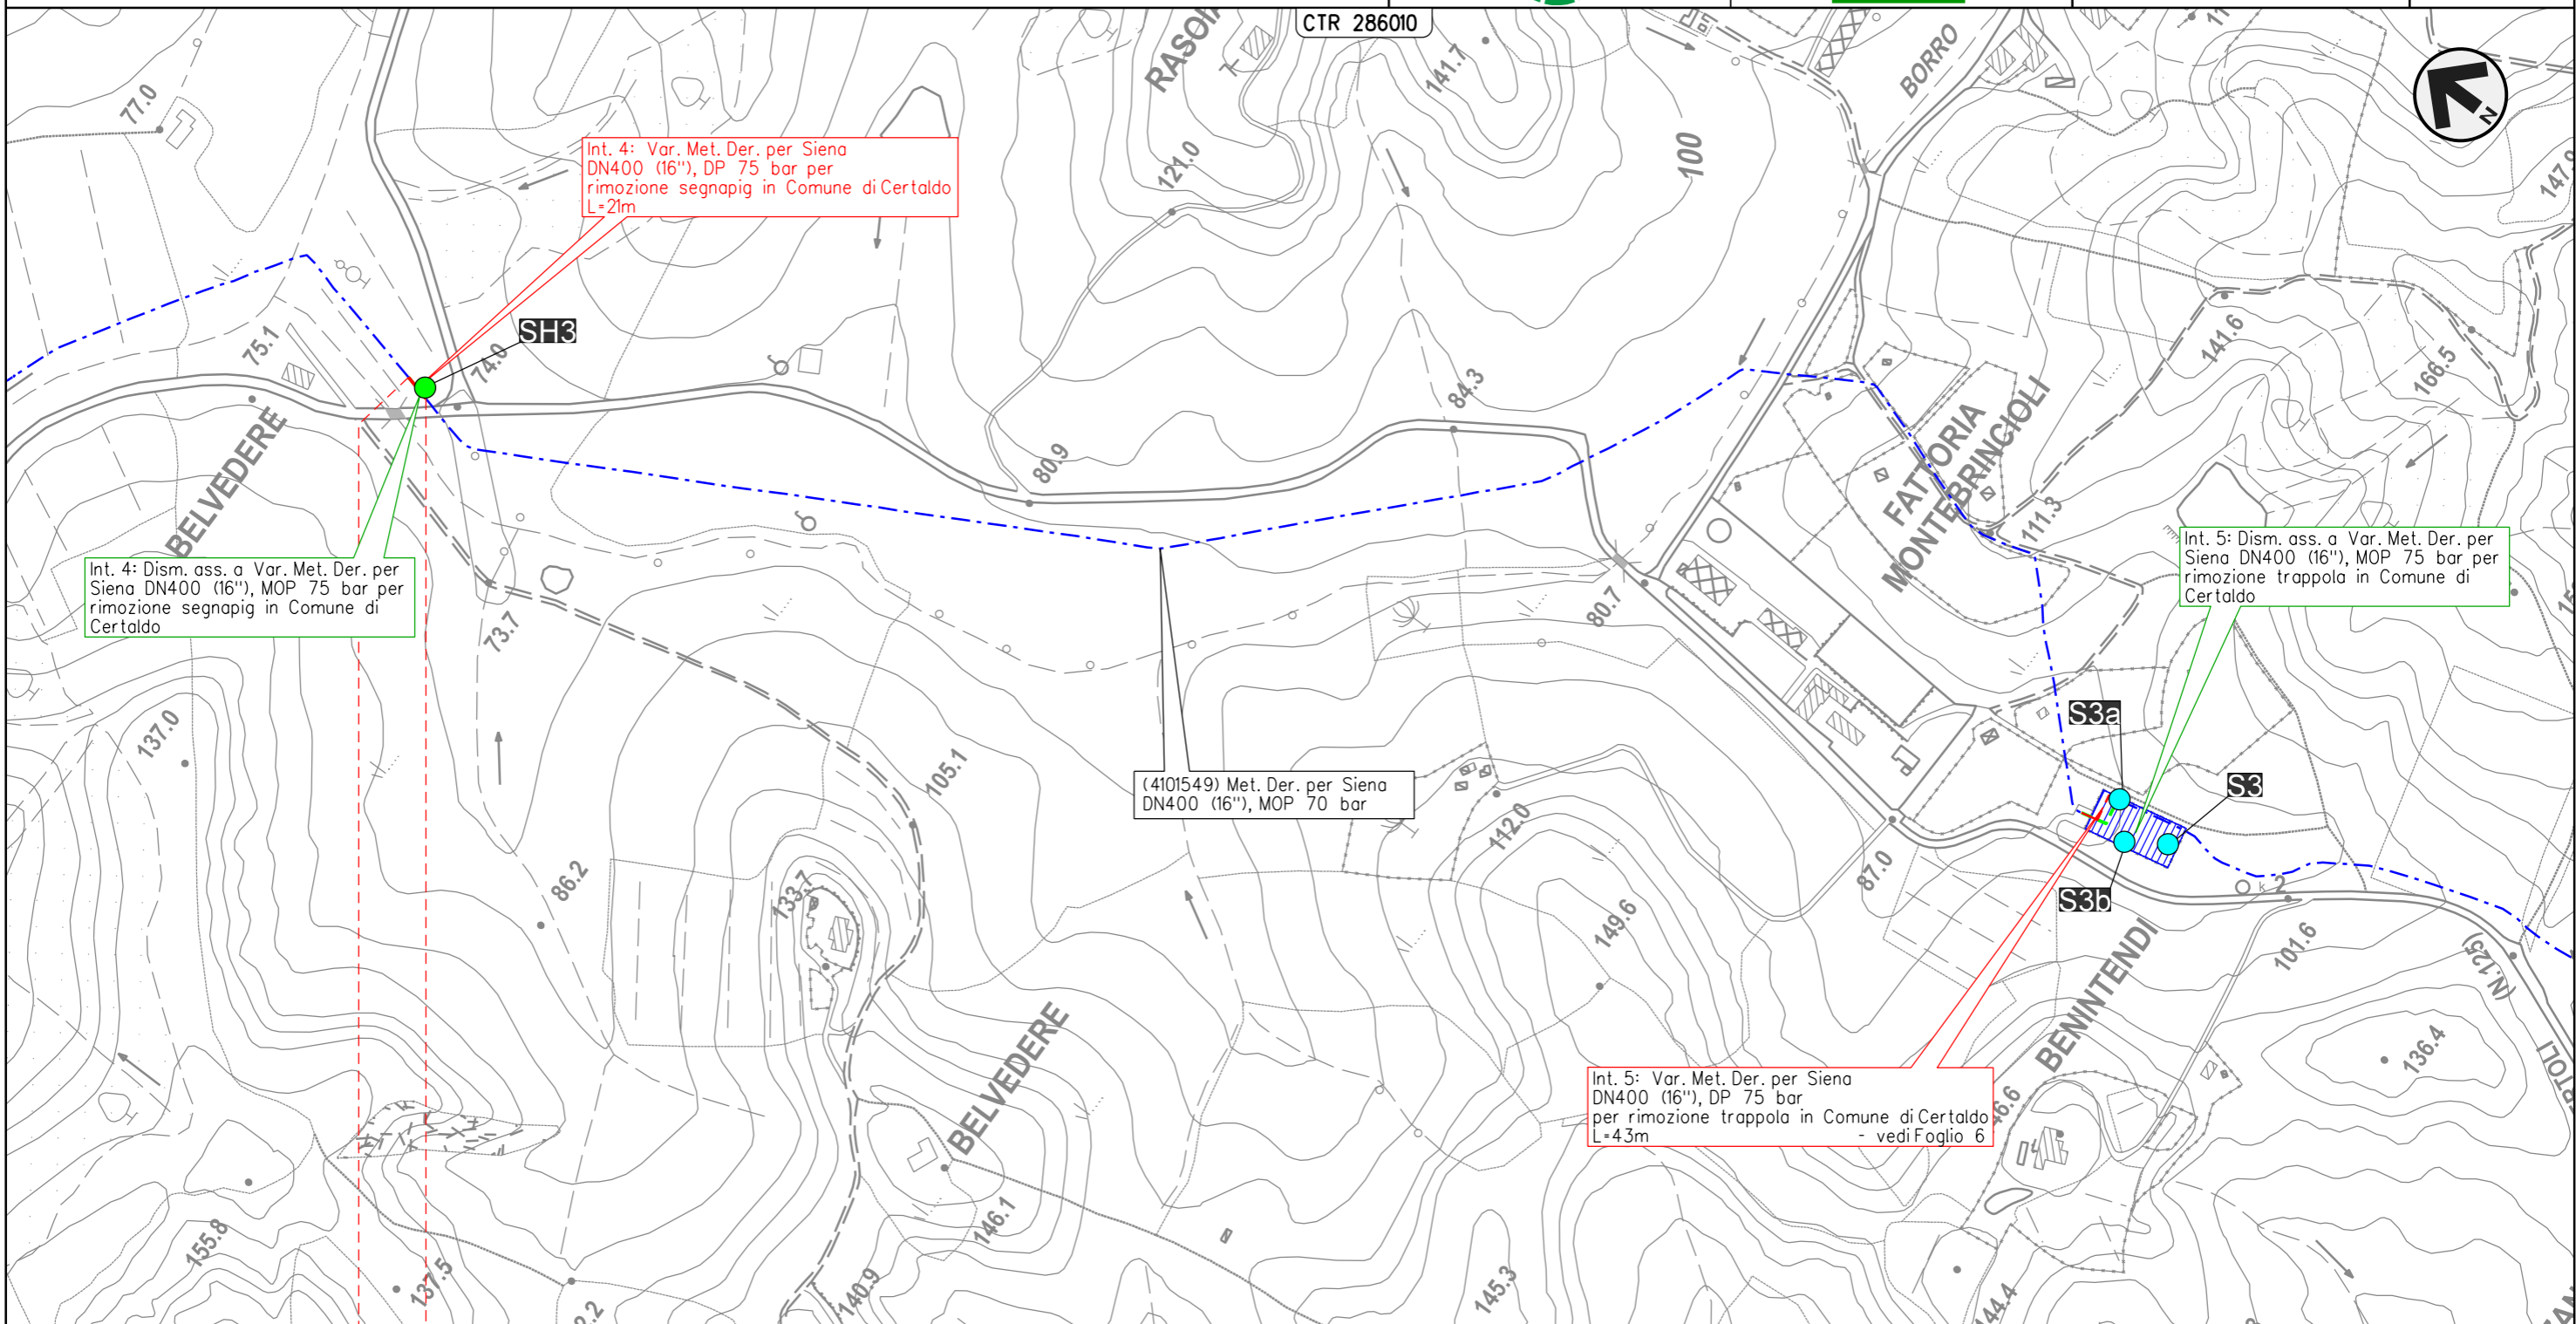 CTR 286010
BORRO
N
77.0
141.7
121.0
100
Int. 4: Var. Met. Der. per Siena
DN400 (16"), DP 75 bar per
rimozione segnapig in Comune di Certaldo
L=21m
SH3
75.1
74.0
84.3
80.9
141.6
166.5
BELVEDERE
FATTORIA
MONTEBRINCIOLI
111.3
Int. 4: Dism. ass. a Var. Met. Der. per
Siena DN400 (16"), MOP 75 bar per
rimozione segnapig in Comune di
Certaldo
Int. 5: Dism. ass. a Var. Met. Der. per
Siena DN400 (16"), MOP 75 bar per
rimozione trappola in Comune di
Certaldo
73.7
80.7
137.0
105.1
(4101549) Met. Der. per Siena
DN400 (16"), MOP 70 bar
S3a
S3
112.0
86.2
133.7
87.0
S3b
k 2
149.6
101.6
(N.125)
BENINTENDI
BELVEDERE
136.4
Int. 5: Var. Met. Der. per Siena
DN400 (16"), DP 75 bar
per rimozione trappola in Comune di Certaldo
L=43m - vedi Foglio 6
155.8
146.1
137.5
140.9
145.3
144.4